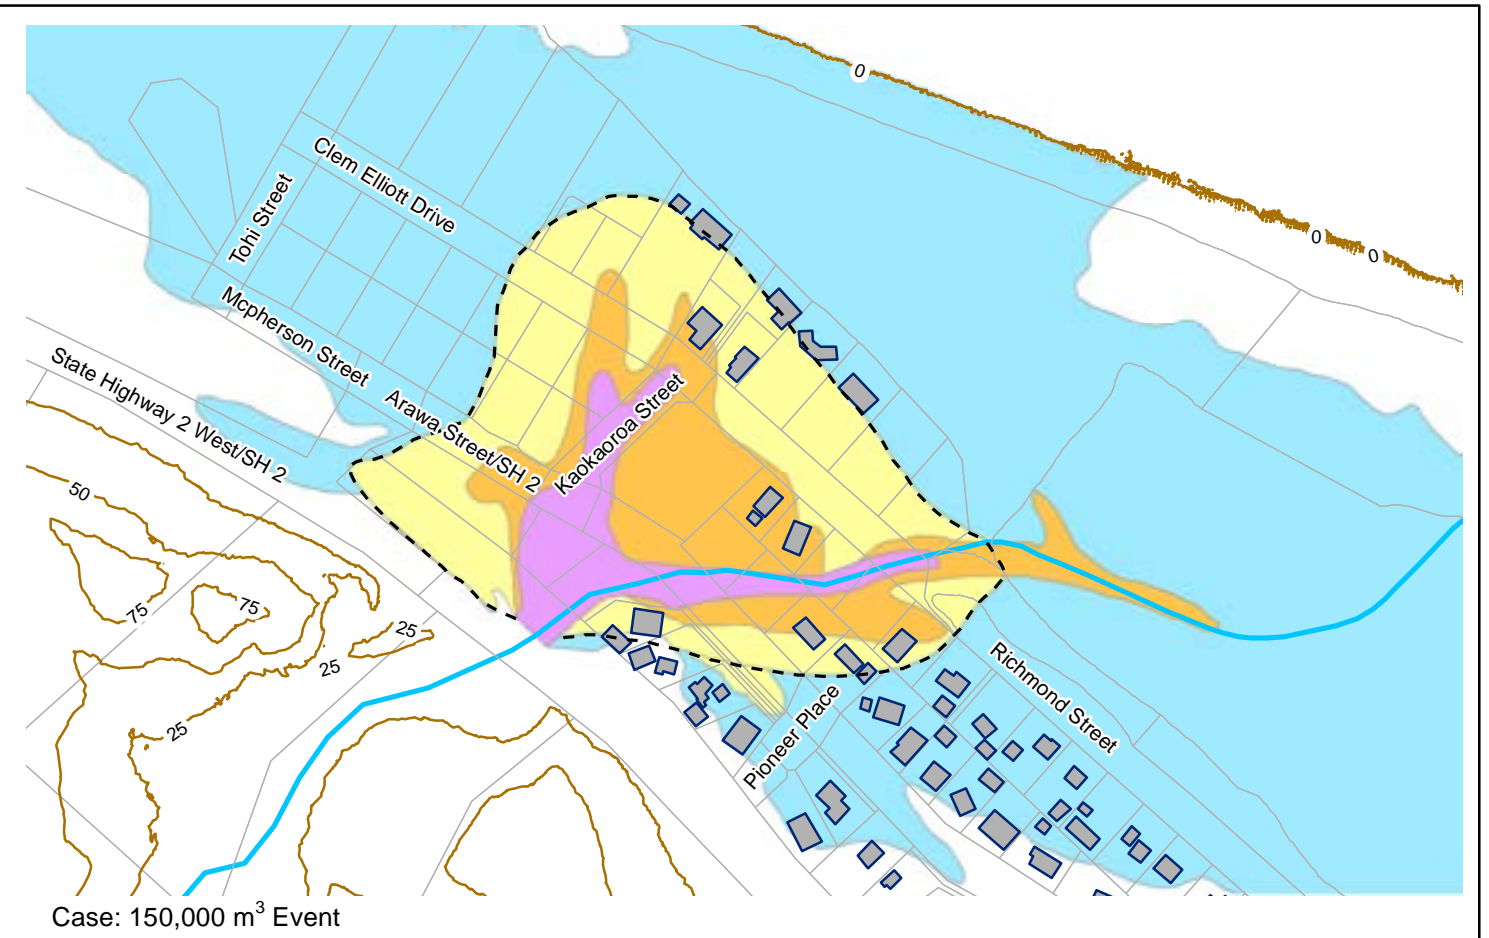 0
Clem Elliott Drive
Tohi Street
0
0
Mcpherson Street
State Highway 2 West/SH 2
Arawa Street/SH 2
Kaokaoroa Street
50
75
75
25
25
25
Richmond Street
Pioneer Place
Case: 150,000 m³ Event